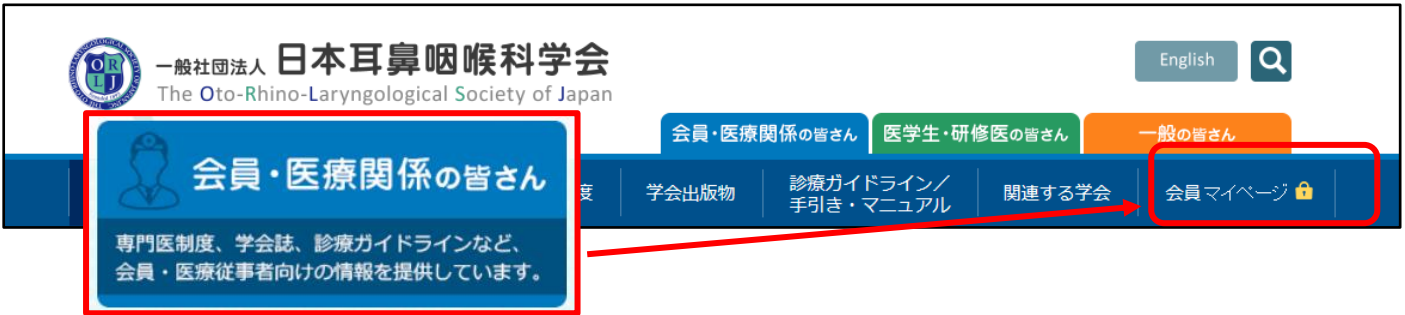 一般社団法人 日本耳鼻咽喉科学会
The Oto-Rhino-Laryngological Society of Japan
English
会員・医療関係の皆さん
医学生・研修医の皆さん
一般の皆さん
会員・医療関係の皆さん
専門医制度、学会誌、診療ガイドラインなど、
会員・医療従事者向けの情報を提供しています。
度
学会出版物
診療ガイドライン／
手引き・マニュアル
関連する学会
会員マイページ